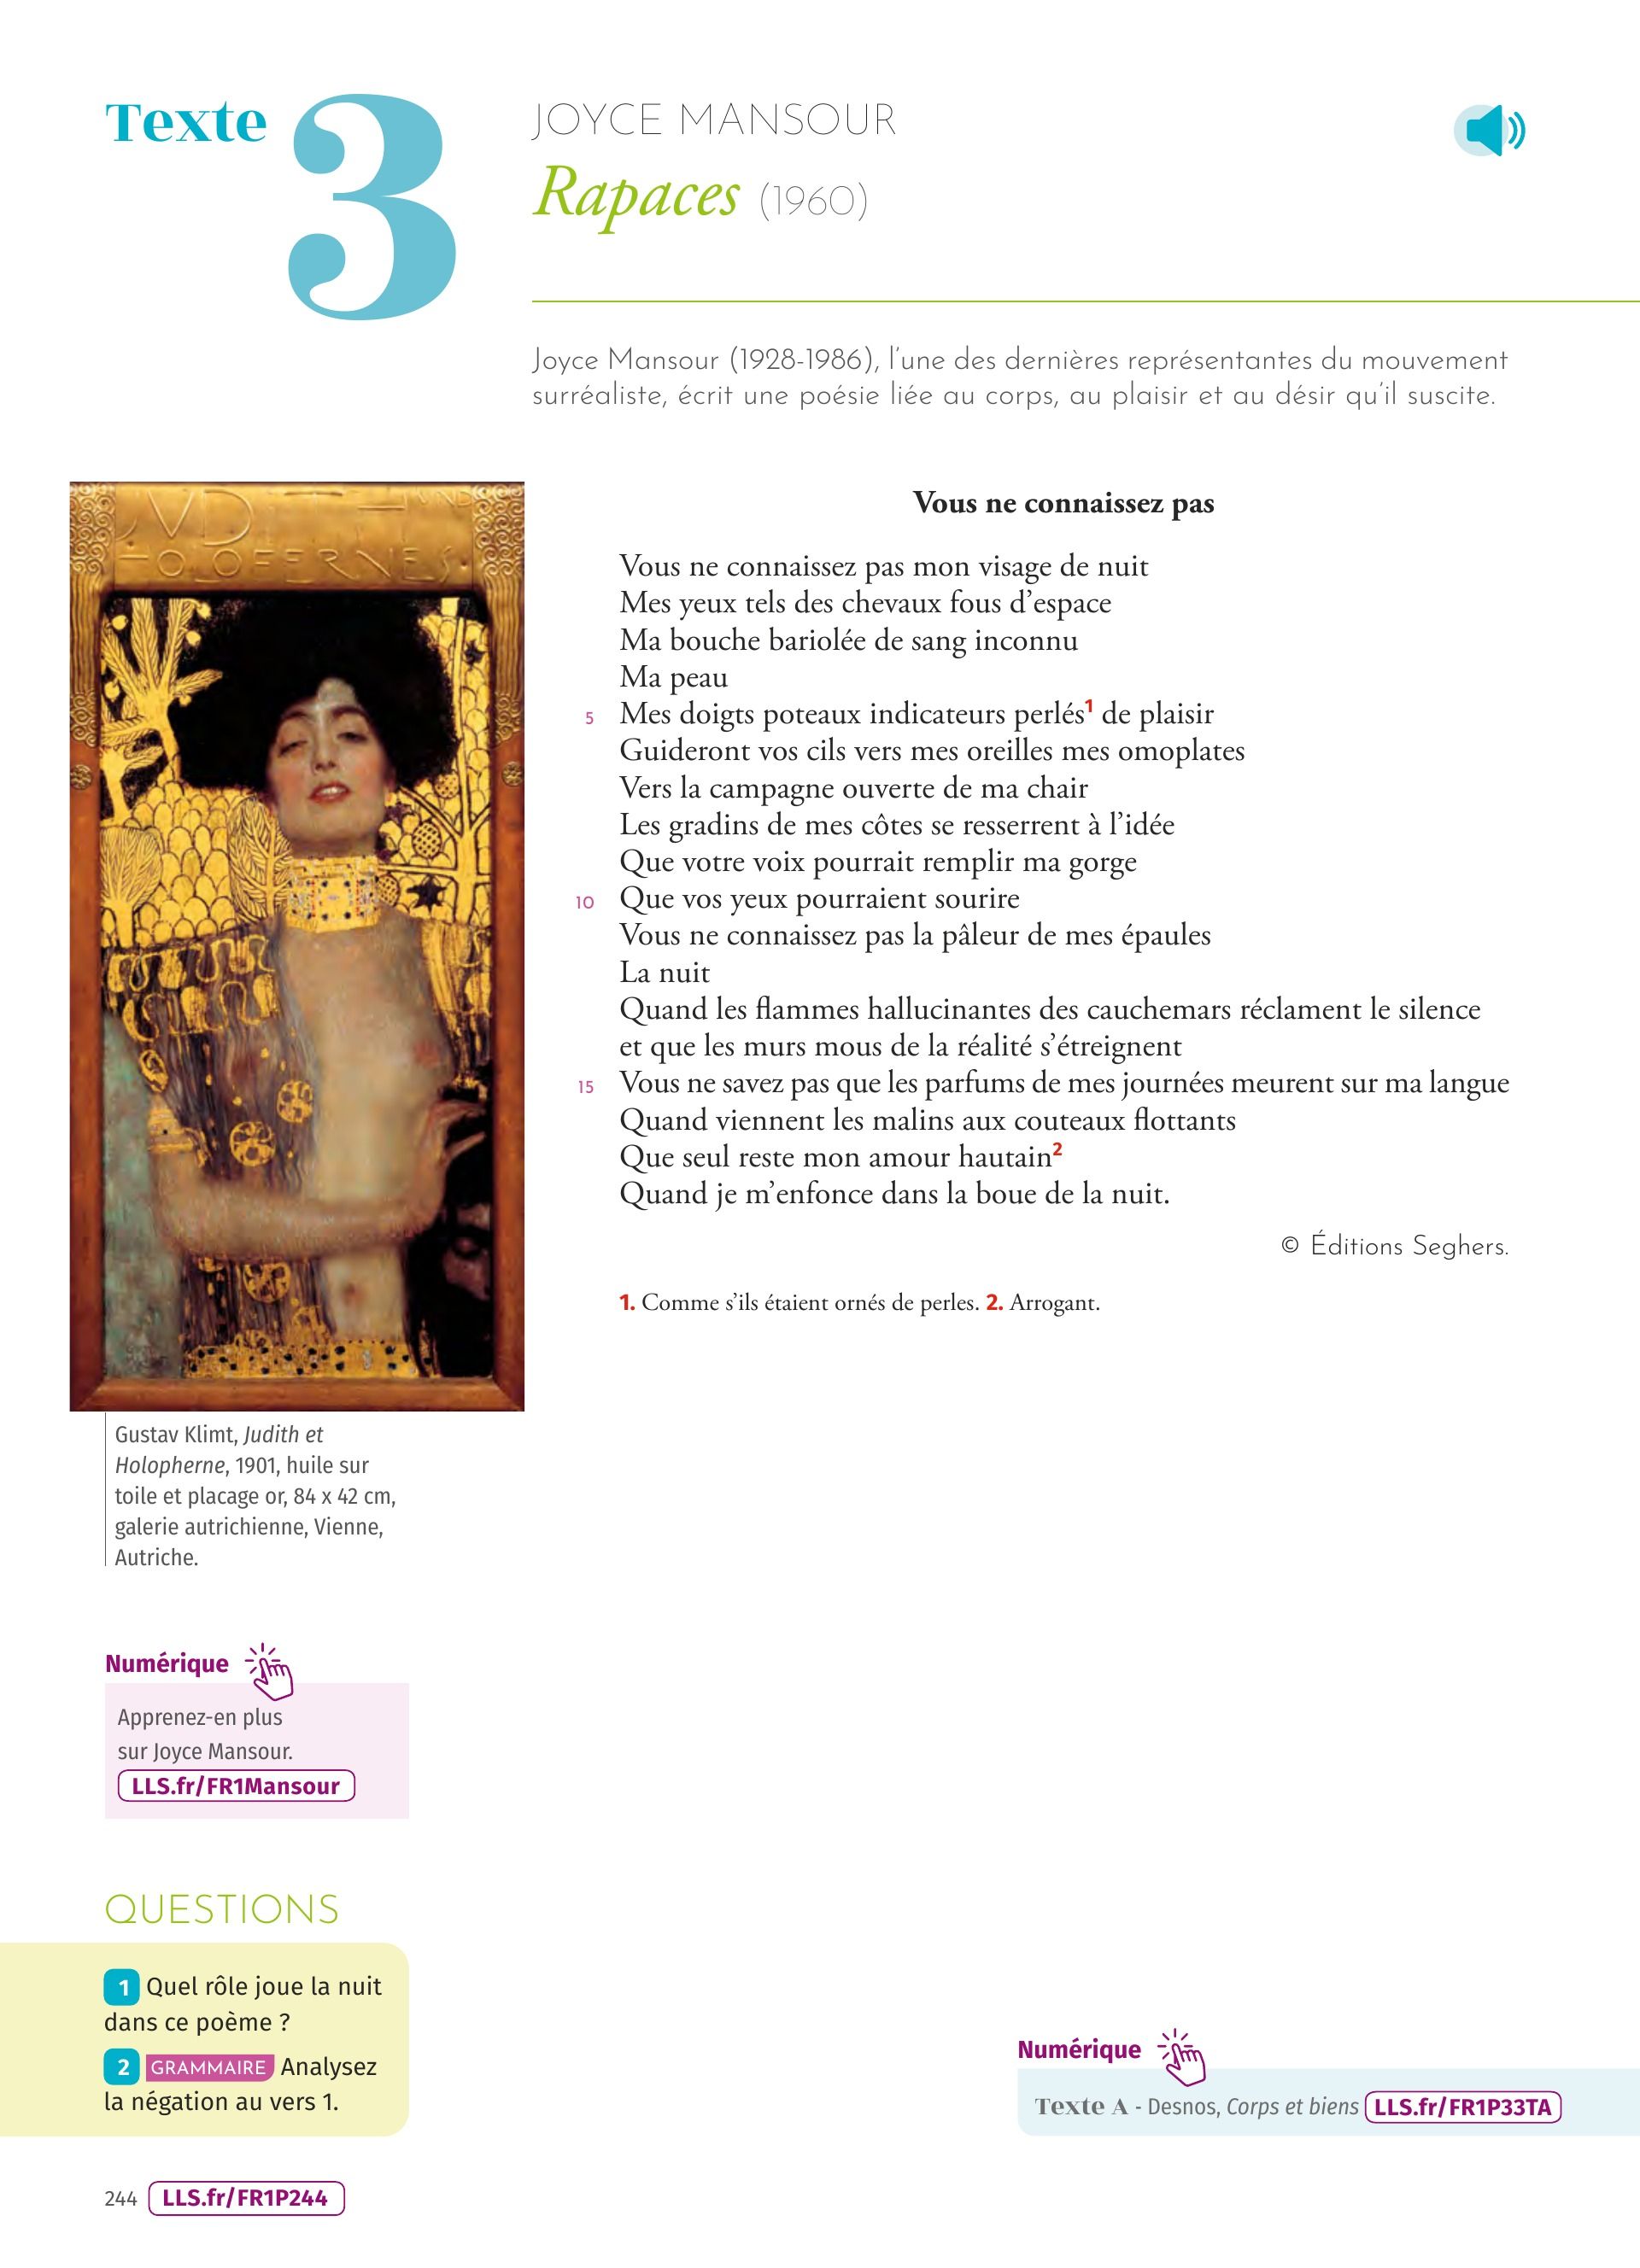 Texte 3
JOYCE MANSOUR
Rapaces (1960)
Joyce Mansour (1928-1986), l'une des dernières représentantes du mouvement
surréaliste, écrit une poésie liée au corps, au plaisir et au désir qu'il suscite.
JUDITH UND
HOLOFERNES.
Vous ne connaissez pas
Vous ne connaissez pas mon visage de nuit
Mes yeux tels des chevaux fous d'espace
Ma bouche bariolée de sang inconnu
Ma peau
5 Mes doigts poteaux indicateurs perlés1 de plaisir
Guideront vos cils vers mes oreilles mes omoplates
Vers la campagne ouverte de ma chair
Les gradins de mes côtes se resserrent à l'idée
Que votre voix pourrait remplir ma gorge
10 Que vos yeux pourraient sourire
Vous ne connaissez pas la pâleur de mes épaules
La nuit
Quand les flammes hallucinantes des cauchemars réclament le silence
et que les murs mous de la réalité s'étreignent
15 Vous ne savez pas que les parfums de mes journées meurent sur ma langue
Quand viennent les malins aux couteaux flottants
Que seul reste mon amour hautain2
Quand je m'enfonce dans la boue de la nuit.
© Éditions Seghers.
1. Comme s'ils étaient ornés de perles. 2. Arrogant.
Gustav Klimt, Judith et
Holopherne, 1901, huile sur
toile et placage or, 84 x 42 cm,
galerie autrichienne, Vienne,
Autriche.
Numérique
Apprenez-en plus
sur Joyce Mansour.
LLS.fr/FR1Mansour
QUESTIONS
1 Quel rôle joue la nuit
dans ce poème ?
2 GRAMMAIRE Analysez
la négation au vers 1.
Numérique
Texte A - Desnos, Corps et biens LLS.fr/FR1P33TA
244 LLS.fr/FR1P244